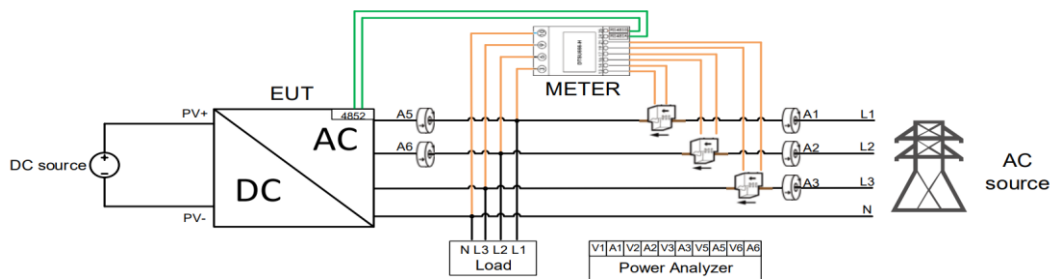 METER
EUT
PV+
4852
A5
A1
L1
AC
A6
A2
L2
DC source
DC
A3
L3
AC
source
PV-
N
N L3 L2 L1
Load
V1 A1 V2 A2 V3 A3 V5 A5 V6 A6
Power Analyzer